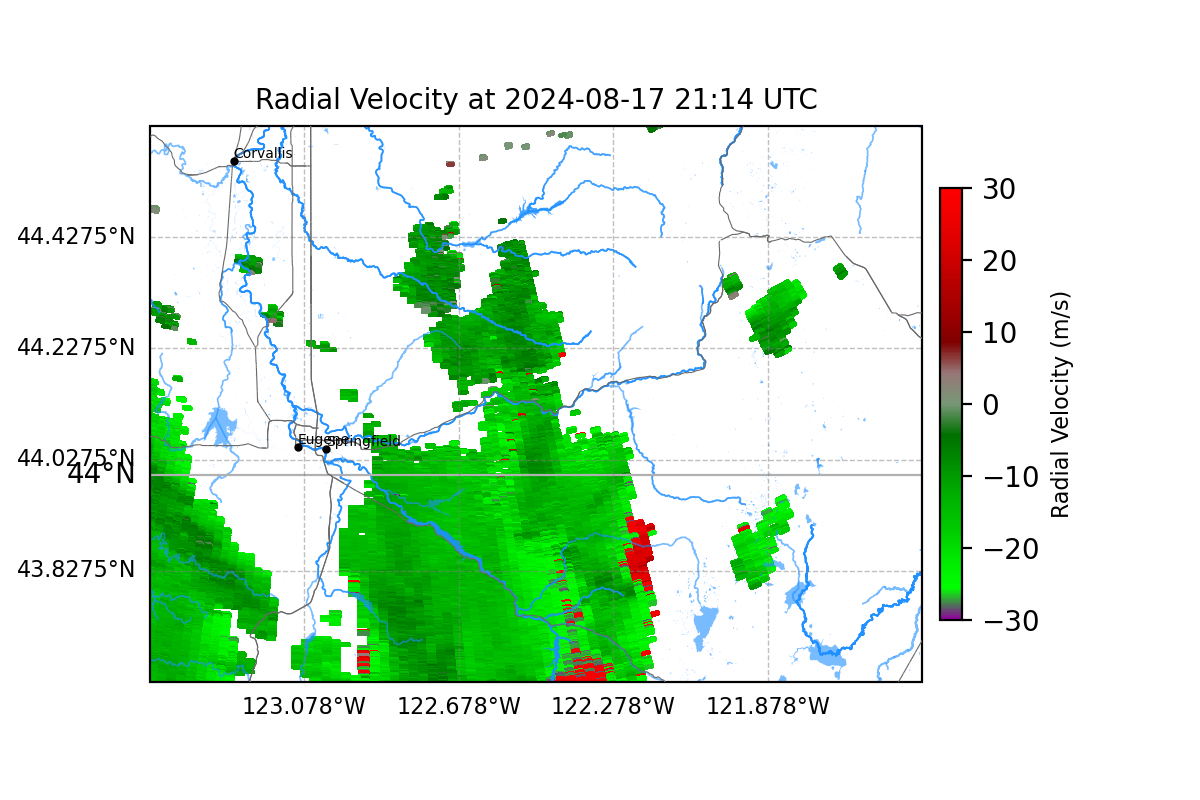 Radial Velocity at 2024-08-17 21:14 UTC
Corvallis
44.4275°N
44.2275°N
Eugene
Springfield
44.0275°N
44°N
43.8275°N
123.078°W 122.678°W 122.278°W 121.878°W
30
20
10
0
−10
−20
−30
Radial Velocity (m/s)